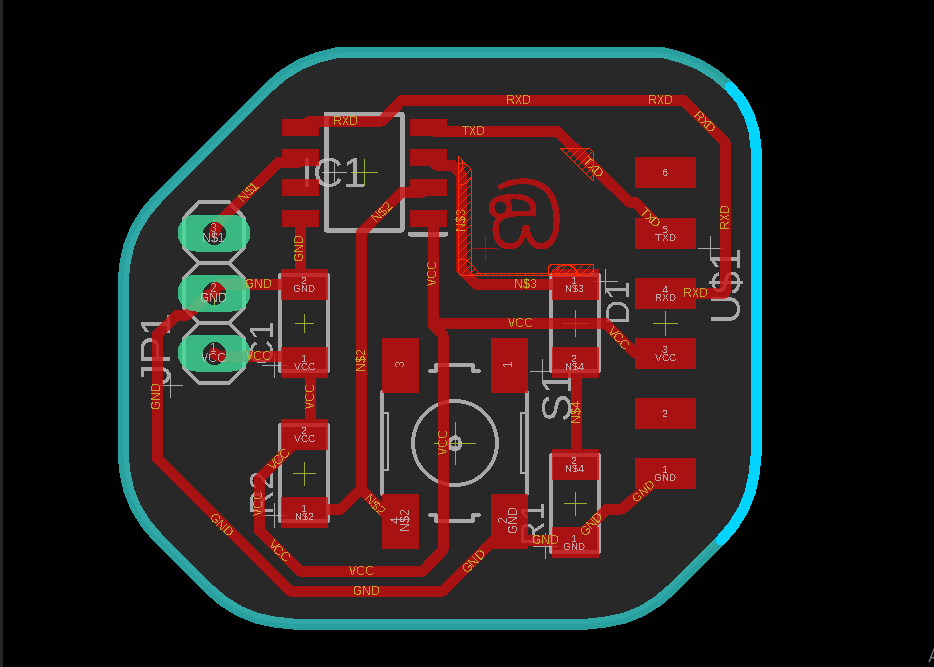 RXD
RXD
RXD
RXD
TXD
IC1
TXD
6
N$1
N$2
N$3
TXD
RXD
5
TXD
3
N$1
GND
VCC
U$1
2
GND
GND
2
GND
N$3
1
N$3
D1
4
RXD
RXD
JP1
C1
VCC
VCC
1
VCC
VCC
1
VCC
N$2
3
1
2
N$4
3
VCC
GND
VCC
S1
N$4
2
2
VCC
VCC
VCC
2
N$4
1
GND
R2
VCC
1
N$2
N$2
4
N$2
2
GND
R1
GND
GND
GND
1
GND
GND
VCC
VCC
GND
GND